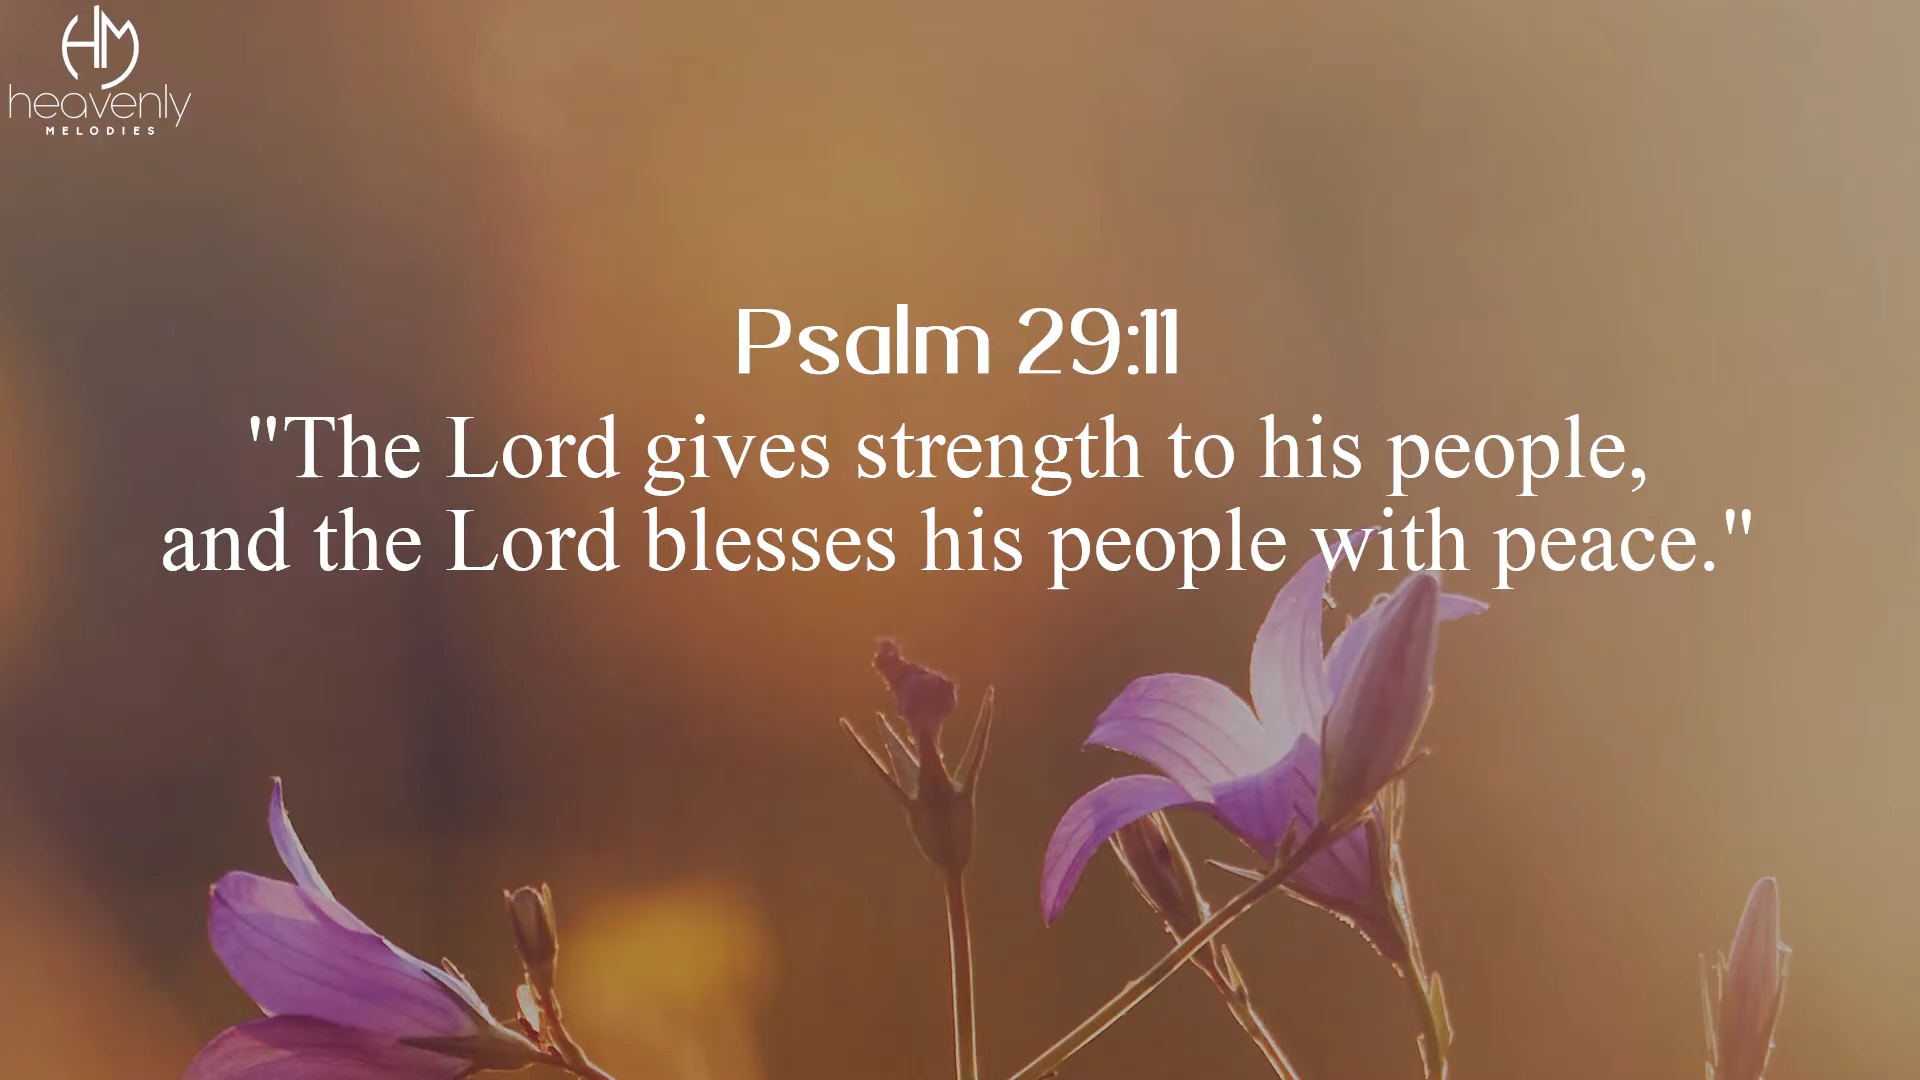 HM
heavenly
MELODIES
Psalm 29:11
"The Lord gives strength to his people,
and the Lord blesses his people with peace."